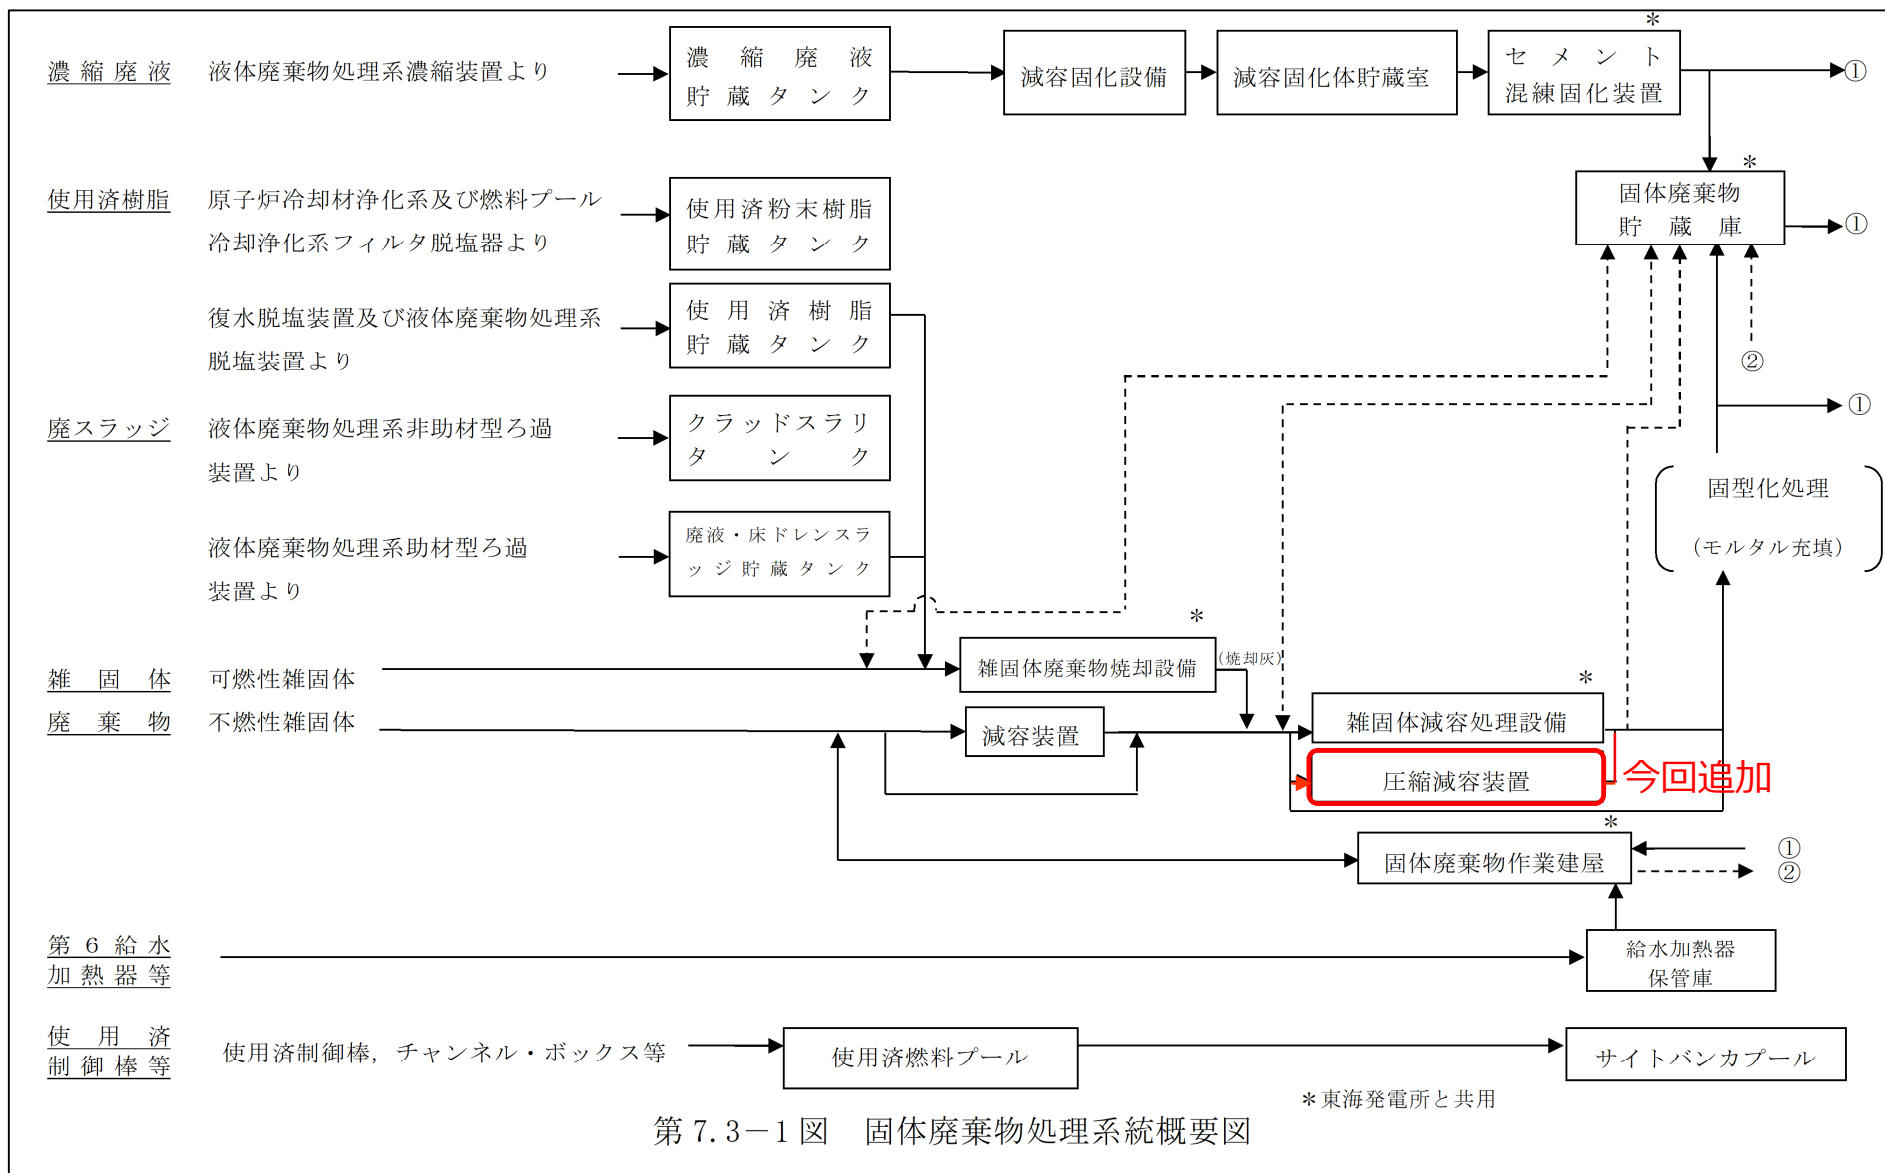 濃縮廃液 液体廃棄物処理系濃縮装置より
濃縮廃液
貯蔵タンク
減容固化設備
減容固化体貯蔵室
*
セメント
混練固化装置
①
使用済樹脂 原子炉冷却材浄化系及び燃料プール
冷却浄化系フィルタ脱塩器より
使用済粉末樹脂
貯蔵タンク
*
固体廃棄物
貯蔵庫
①
復水脱塩装置及び液体廃棄物処理系
脱塩装置より
使用済樹脂
貯蔵タンク
②
①
廃スラッジ 液体廃棄物処理系非助材型ろ過
装置より
クラッドスラリ
タンク
固型化処理
(モルタル充填)
液体廃棄物処理系助材型ろ過
装置より
廃液・床ドレンスラ
ッジ貯蔵タンク
雑固体 可燃性雑固体
廃棄物 不燃性雑固体
*
雑固体廃棄物焼却設備
(焼却灰)
減容装置
*
雑固体減容処理設備
圧縮減容装置
今回追加
*
固体廃棄物作業建屋
①
②
第6給水
加熱器等
給水加熱器
保管庫
使用済
制御棒等
使用済制御棒，チャンネル・ボックス等
使用済燃料プール
サイトバンカプール
*東海発電所と共用
第7.3－1図 固体廃棄物処理系統概要図